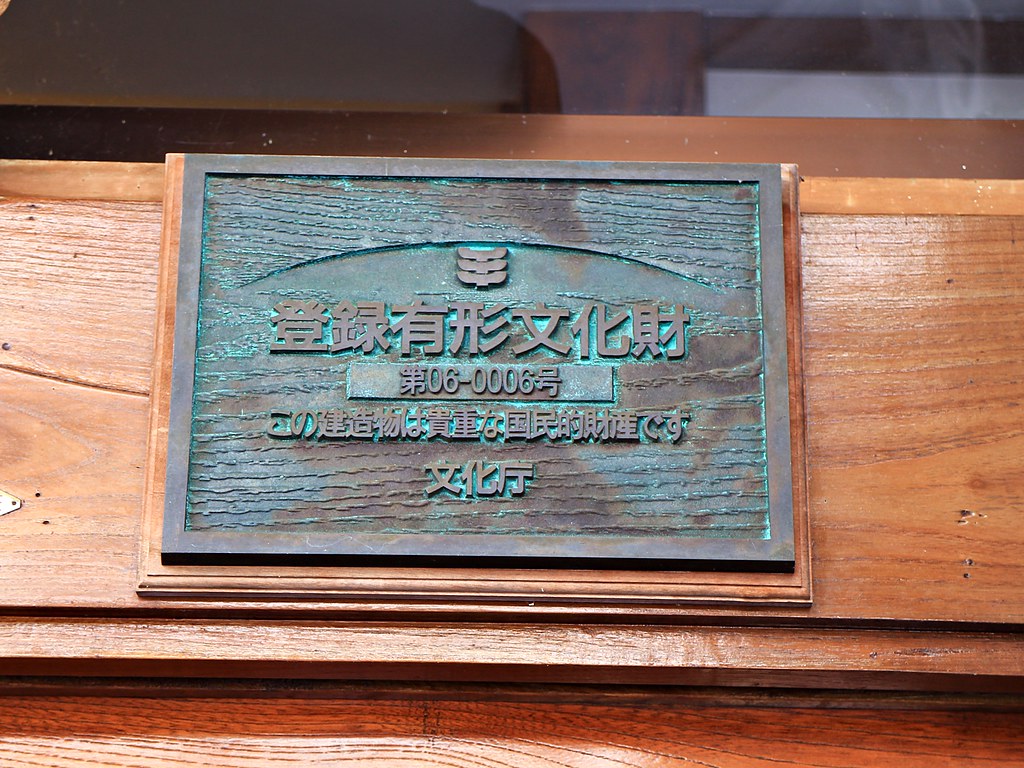 登録有形文化財
第06-0006号
この建造物は貴重な国民的財産です
文化庁